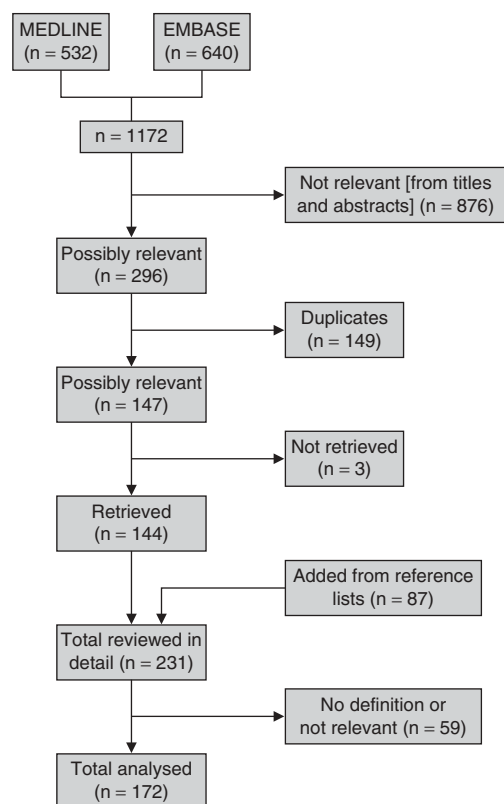 MEDLINE
(n = 532)
EMBASE
(n = 640)
n = 1172
Not relevant [from titles
and abstracts] (n = 876)
Possibly relevant
(n = 296)
Duplicates
(n = 149)
Possibly relevant
(n = 147)
Not retrieved
(n = 3)
Retrieved
(n = 144)
Added from reference
lists (n = 87)
Total reviewed in
detail (n = 231)
No definition or
not relevant (n = 59)
Total analysed
(n = 172)